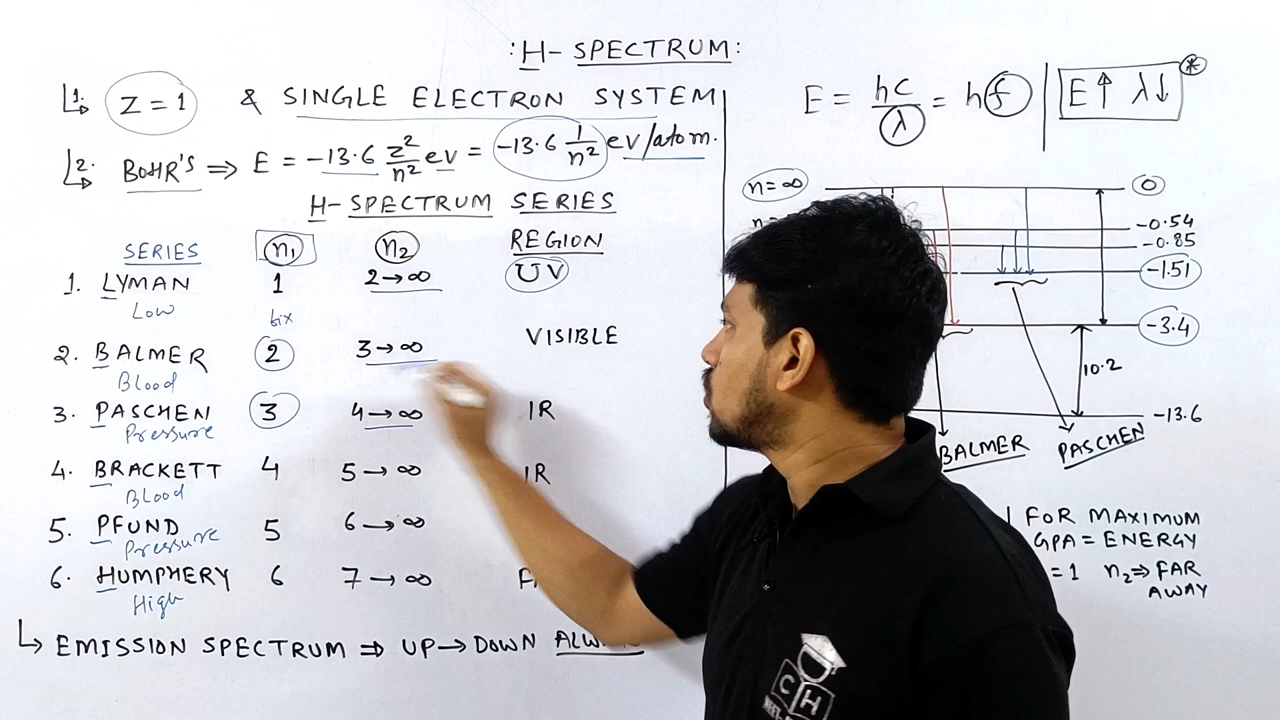 : H- SPECTRUM :
1. Z = 1 & SINGLE ELECTRON SYSTEM
2. BOHR'S ⇒ E = -13.6 z²/n² ev = -13.6 1/n² ev/atom.
H- SPECTRUM SERIES
SERIES n₁ n₂ REGION
1. LYMAN 1 2→∞ UV
Low fix
2. BALMER 2 3→∞ VISIBLE
Blood
3. PASCHEN 3 4→∞ IR
Pressure
4. BRACKETT 4 5→∞ IR
Blood
5. PFUND 5 6→∞
Pressure
6. HUMPHERY 6 7→∞
High
EMISSION SPECTRUM ⇒ UP→DOWN
E = hc/λ = hf E↑ λ↓ *
n=∞ 0
-0.54
-0.85
-1.51
-3.4
10.2
-13.6
BALMER PASCHEN
FOR MAXIMUM
GPA = ENERGY
= 1 n₂⇒ FAR
AWAY
CH